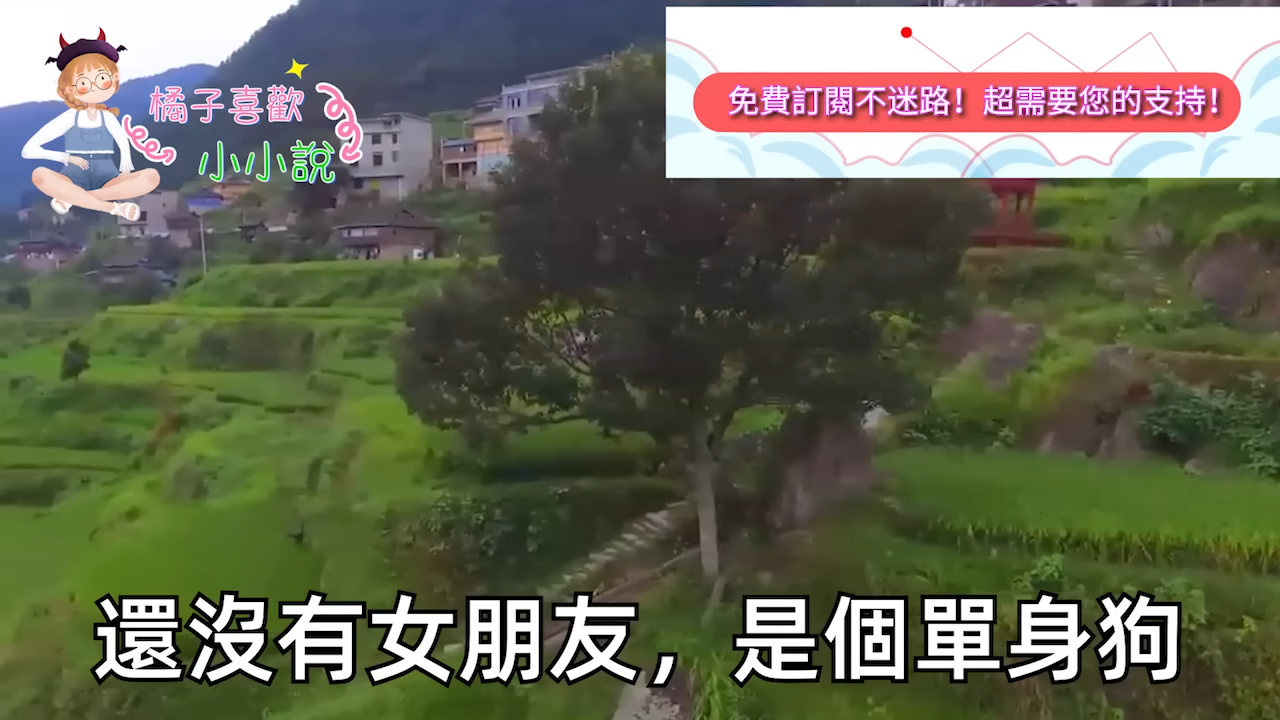 橘子喜歡
小小說
免費訂閱不迷路！超需要您的支持！
還沒有女朋友，是個單身狗